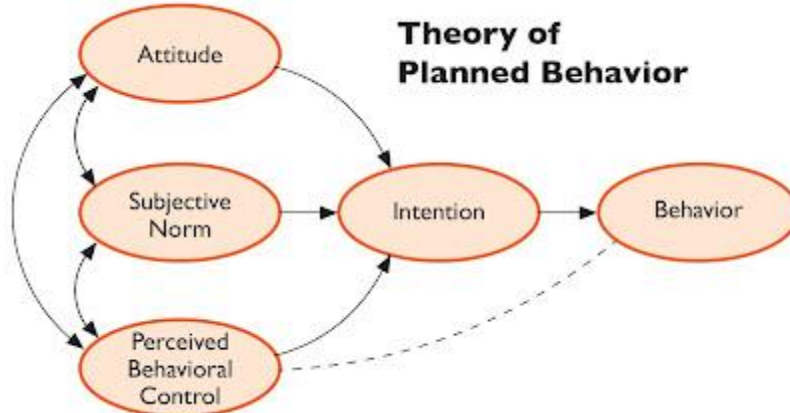 Theory of
Planned Behavior
Attitude
Subjective
Norm
Intention
Behavior
Perceived
Behavioral
Control